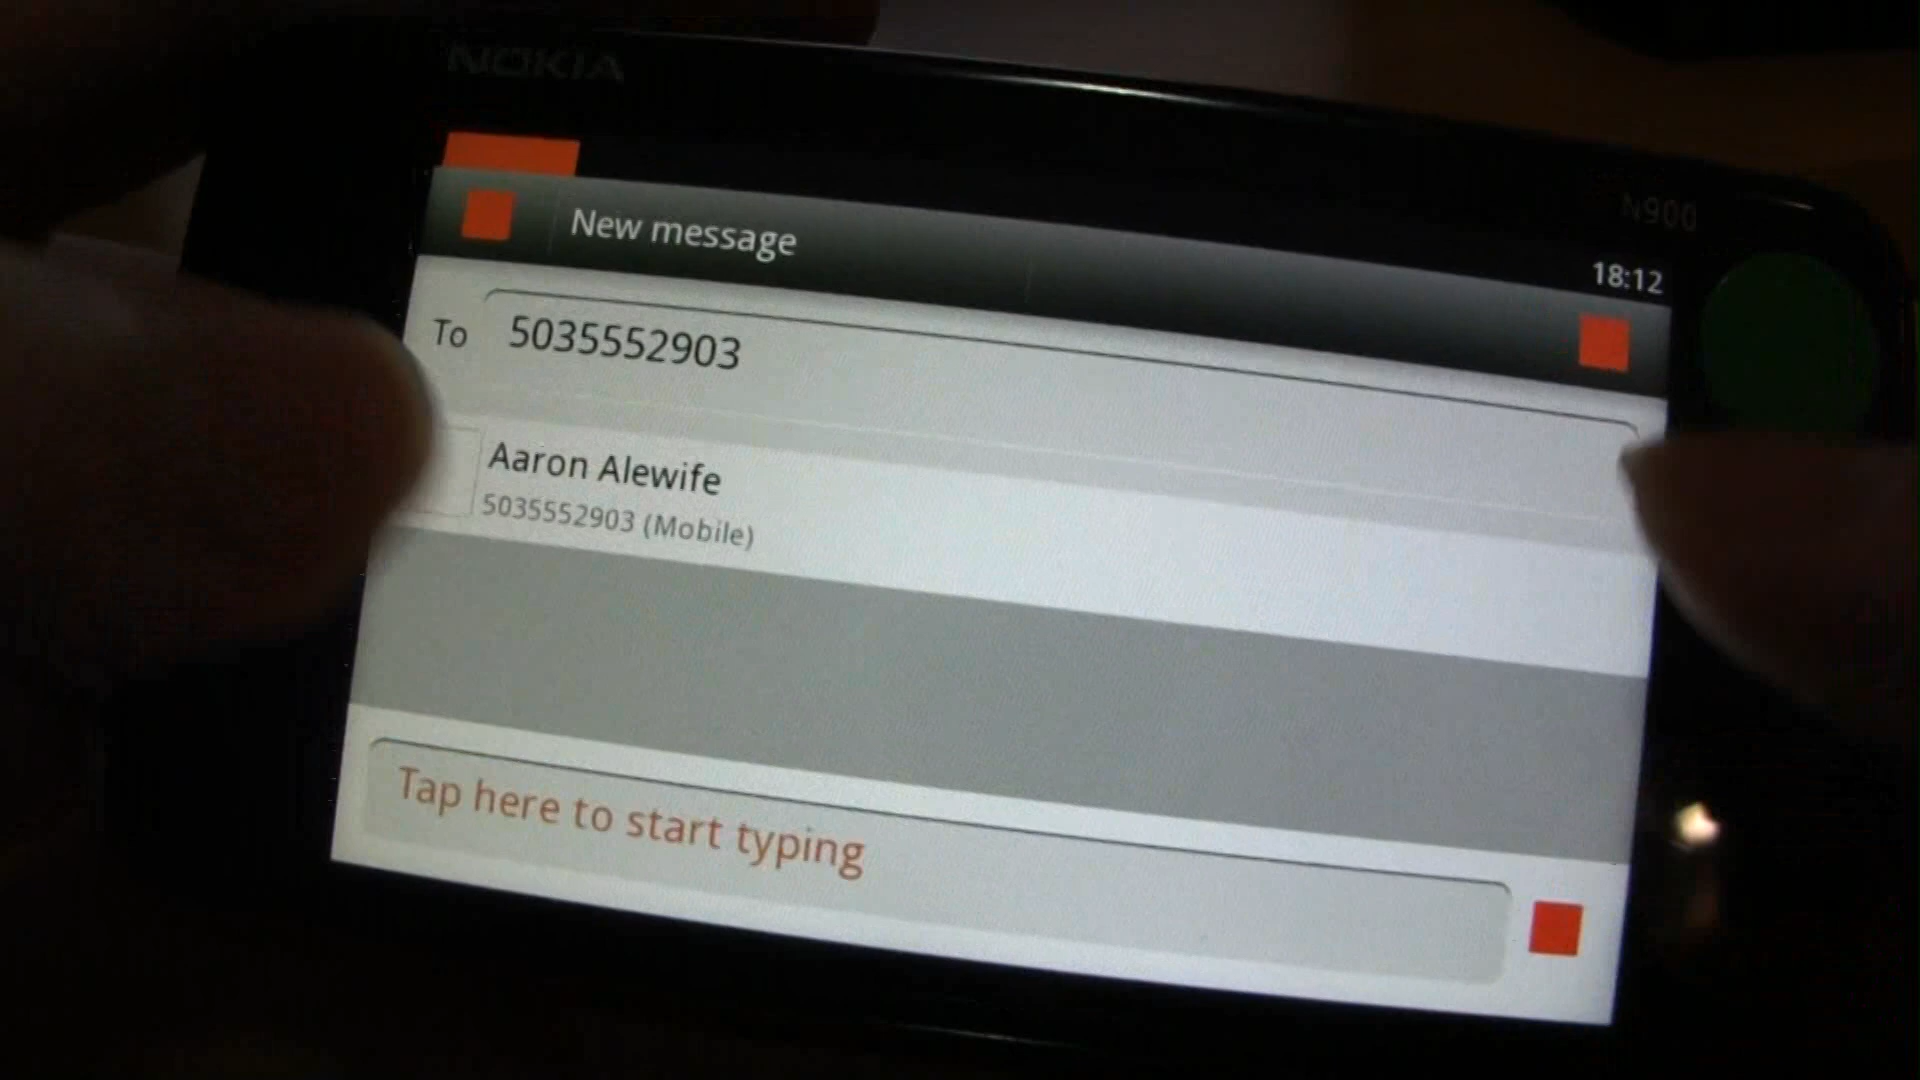 NOKIA
N900
New message
18:12
To 5035552903
Aaron Alewife
5035552903 (Mobile)
Tap here to start typing